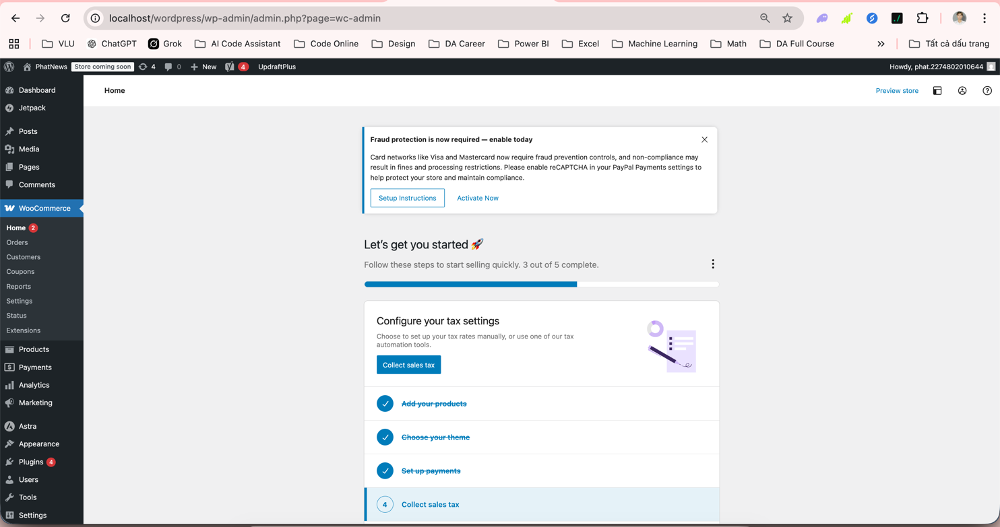 localhost/wordpress/wp-admin/admin.php?page=wc-admin
VLU ChatGPT Grok AI Code Assistant Code Online Design DA Career Power BI Excel Machine Learning Math DA Full Course Tất cả dấu trang
PhatNews Store coming soon 4 0 New 4 UpdraftPlus Howdy, phat.2274802010644
Dashboard
Jetpack
Posts
Media
Pages
Comments
WooCommerce
Home 2
Orders
Customers
Coupons
Reports
Settings
Status
Extensions
Products
Payments
Analytics
Marketing
Astra
Appearance
Plugins 4
Users
Tools
Settings
Home Preview store
Fraud protection is now required — enable today
Card networks like Visa and Mastercard now require fraud prevention controls, and non-compliance may
result in fines and processing restrictions. Please enable reCAPTCHA in your PayPal Payments settings to
help protect your store and maintain compliance.
Setup Instructions Activate Now
Let's get you started 🚀
Follow these steps to start selling quickly. 3 out of 5 complete.
Configure your tax settings
Choose to set up your tax rates manually, or use one of our tax
automation tools.
Collect sales tax
Add your products
Choose your theme
Set up payments
4 Collect sales tax